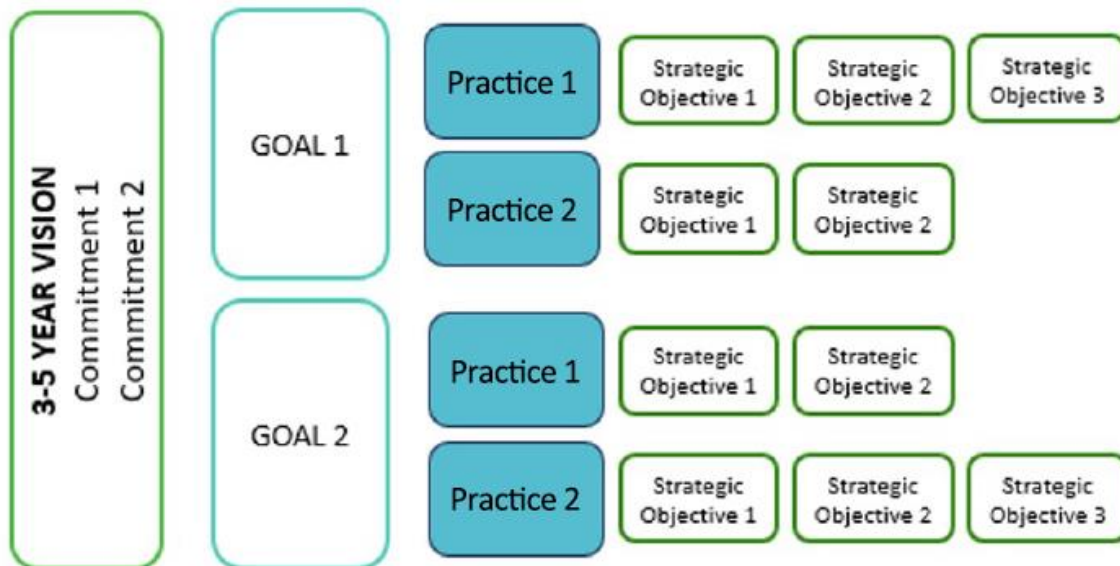 3-5 YEAR VISION
Commitment 1
Commitment 2
GOAL 1
Practice 1
Strategic
Objective 1
Strategic
Objective 2
Strategic
Objective 3
Practice 2
Strategic
Objective 1
Strategic
Objective 2
GOAL 2
Practice 1
Strategic
Objective 1
Strategic
Objective 2
Practice 2
Strategic
Objective 1
Strategic
Objective 2
Strategic
Objective 3